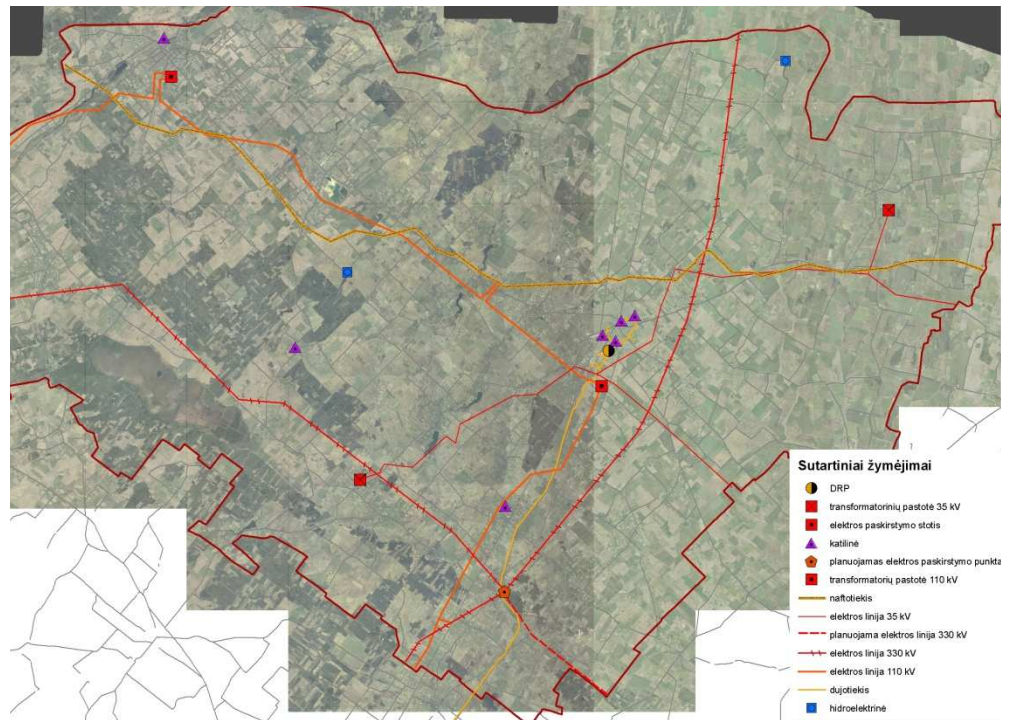 Sutartiniai žymėjimai
DRP
transformatorinių pastotė 35 kV
elektros paskirstymo stotis
katilinė
planuojamas elektros paskirstymo punkta
transformatorių pastotė 110 kV
naftotiekis
elektros linija 35 kV
planuojama elektros linija 330 kV
elektros linija 330 kV
elektros linija 110 kV
dujotiekis
hidroelektrinė